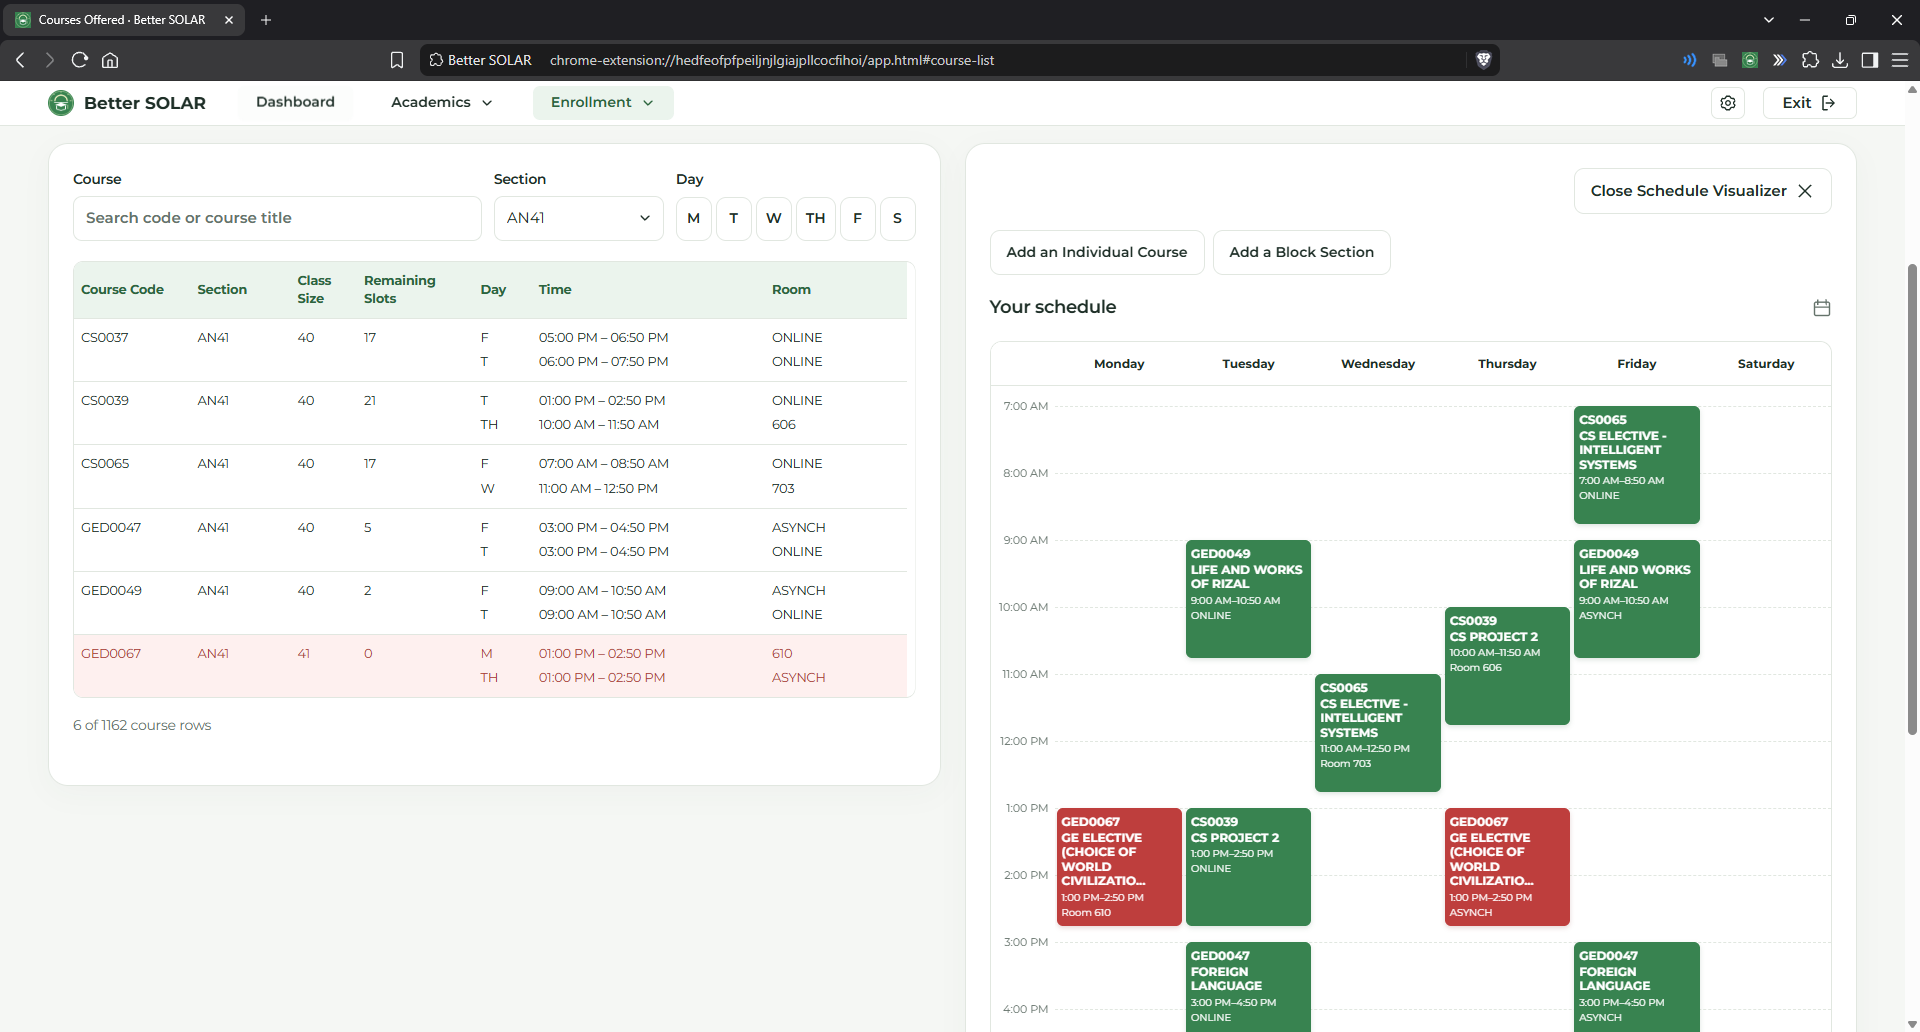 Courses Offered · Better SOLAR
Better SOLAR chrome-extension://hedfeofpfpeiljnjlgiajpllcocfihoi/app.html#course-list
Better SOLAR Dashboard Academics Enrollment Exit
Course Section Day
Search code or course title AN41 M T W TH F S
Course Code Section Class Size Remaining Slots Day Time Room
CS0037 AN41 40 17 F 05:00 PM – 06:50 PM ONLINE
T 06:00 PM – 07:50 PM ONLINE
CS0039 AN41 40 21 T 01:00 PM – 02:50 PM ONLINE
TH 10:00 AM – 11:50 AM 606
CS0065 AN41 40 17 F 07:00 AM – 08:50 AM ONLINE
W 11:00 AM – 12:50 PM 703
GED0047 AN41 40 5 F 03:00 PM – 04:50 PM ASYNCH
T 03:00 PM – 04:50 PM ONLINE
GED0049 AN41 40 2 F 09:00 AM – 10:50 AM ASYNCH
T 09:00 AM – 10:50 AM ONLINE
GED0067 AN41 41 0 M 01:00 PM – 02:50 PM 610
TH 01:00 PM – 02:50 PM ASYNCH
6 of 1162 course rows
Close Schedule Visualizer
Add an Individual Course Add a Block Section
Your schedule
Monday Tuesday Wednesday Thursday Friday Saturday
7:00 AM
CS0065
CS ELECTIVE -
INTELLIGENT
SYSTEMS
7:00 AM–8:50 AM
ONLINE
8:00 AM
9:00 AM
GED0049
LIFE AND WORKS
OF RIZAL
9:00 AM–10:50 AM
ONLINE
GED0049
LIFE AND WORKS
OF RIZAL
9:00 AM–10:50 AM
ASYNCH
10:00 AM
CS0039
CS PROJECT 2
10:00 AM–11:50 AM
Room 606
11:00 AM
CS0065
CS ELECTIVE -
INTELLIGENT
SYSTEMS
11:00 AM–12:50 PM
Room 703
12:00 PM
1:00 PM
GED0067
GE ELECTIVE
(CHOICE OF
WORLD
CIVILIZATIO...
1:00 PM–2:50 PM
Room 610
CS0039
CS PROJECT 2
1:00 PM–2:50 PM
ONLINE
GED0067
GE ELECTIVE
(CHOICE OF
WORLD
CIVILIZATIO...
1:00 PM–2:50 PM
ASYNCH
2:00 PM
3:00 PM
GED0047
FOREIGN
LANGUAGE
3:00 PM–4:50 PM
ONLINE
GED0047
FOREIGN
LANGUAGE
3:00 PM–4:50 PM
ASYNCH
4:00 PM